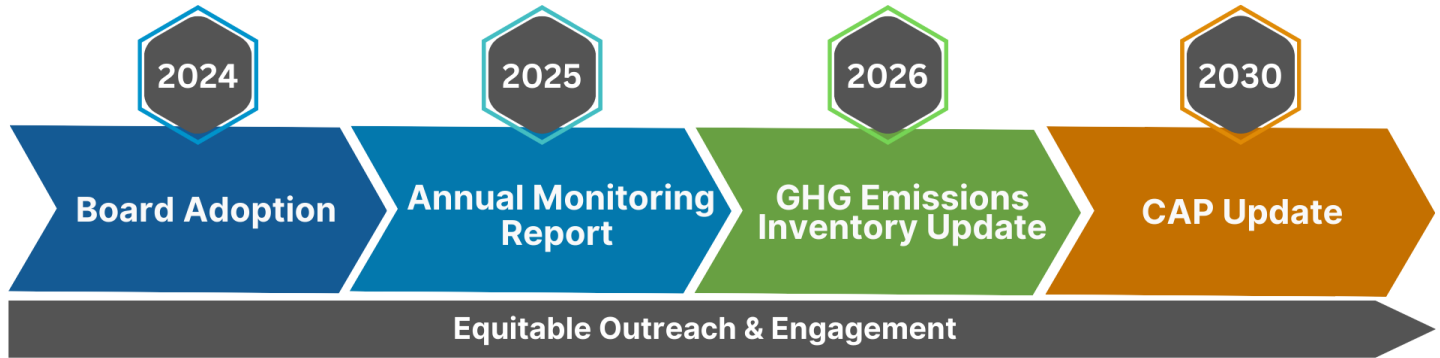 2024
2025
2026
2030
Board Adoption
Annual Monitoring
Report
GHG Emissions
Inventory Update
CAP Update
Equitable Outreach & Engagement